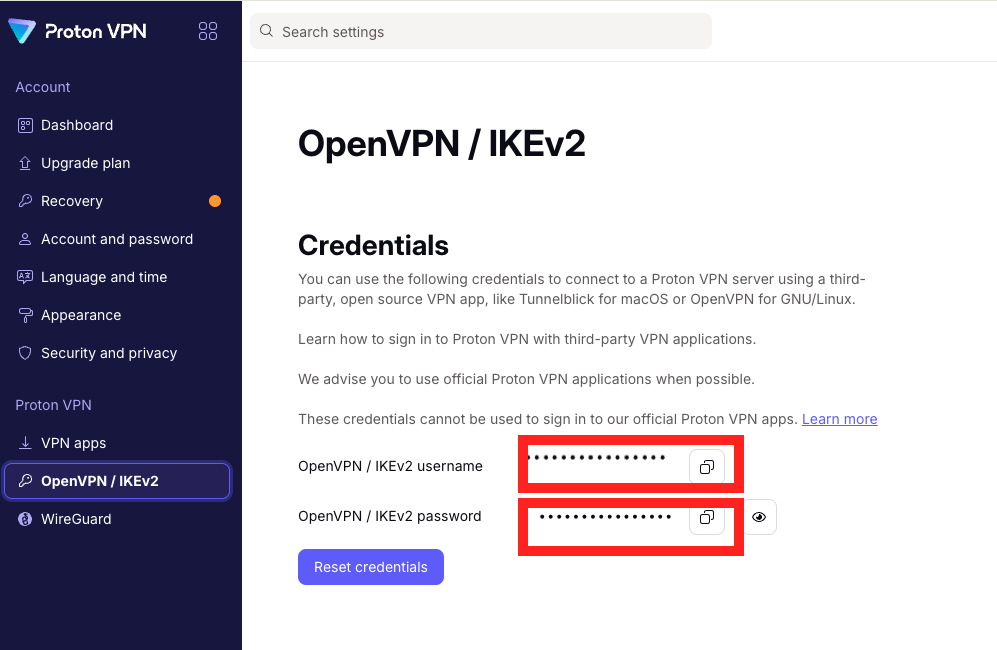 Proton VPN
Search settings
Account
Dashboard
Upgrade plan
Recovery
Account and password
Language and time
Appearance
Security and privacy
Proton VPN
VPN apps
OpenVPN / IKEv2
WireGuard
OpenVPN / IKEv2
Credentials
You can use the following credentials to connect to a Proton VPN server using a third-
party, open source VPN app, like Tunnelblick for macOS or OpenVPN for GNU/Linux.
Learn how to sign in to Proton VPN with third-party VPN applications.
We advise you to use official Proton VPN applications when possible.
These credentials cannot be used to sign in to our official Proton VPN apps. Learn more
OpenVPN / IKEv2 username
OpenVPN / IKEv2 password
Reset credentials